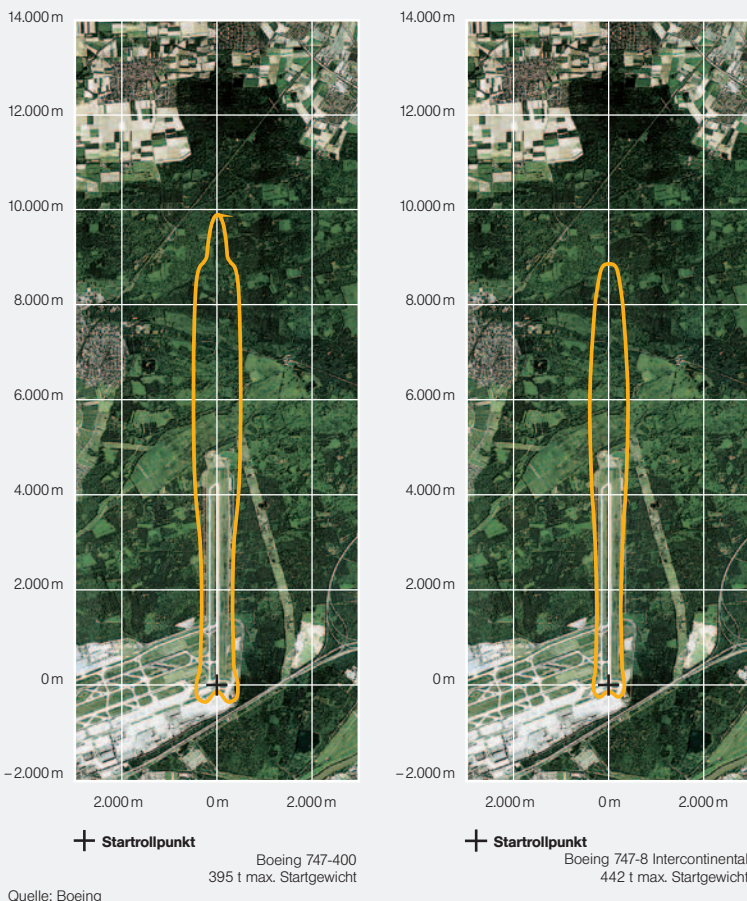 14.000 m
12.000 m
10.000 m
8.000 m
6.000 m
4.000 m
2.000 m
0 m
– 2.000 m
2.000 m 0 m 2.000 m
Startrollpunkt
Boeing 747-400
395 t max. Startgewicht
Quelle: Boeing
14.000 m
12.000 m
10.000 m
8.000 m
6.000 m
4.000 m
2.000 m
0 m
– 2.000 m
2.000 m 0 m 2.000 m
Startrollpunkt
Boeing 747-8 Intercontinental
442 t max. Startgewicht